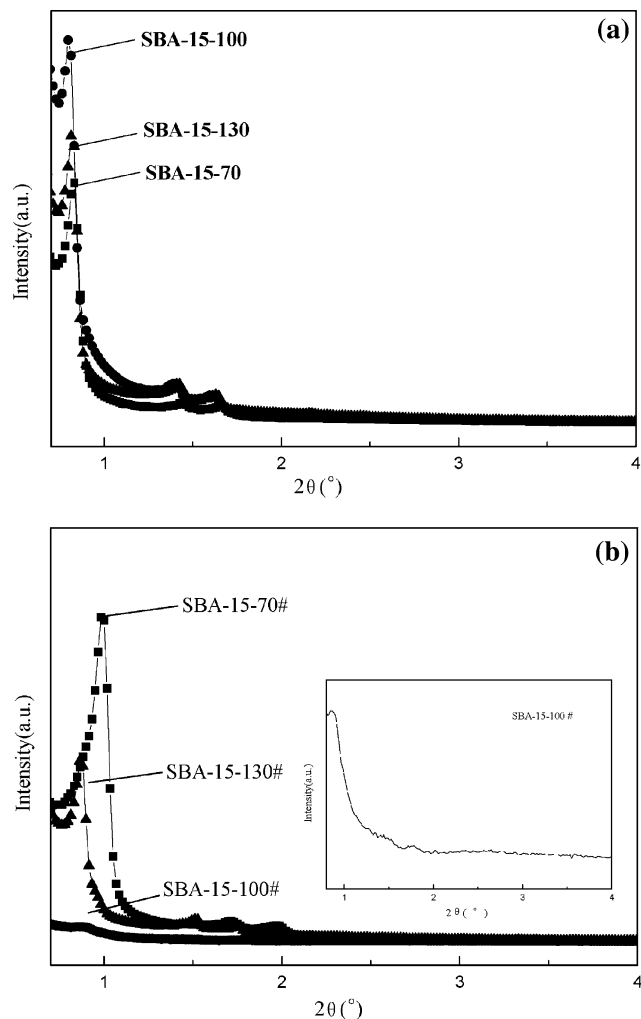 (a)
SBA-15-100
SBA-15-130
SBA-15-70
Intensity(a.u.)
1 2 3 4
2θ(°)
(b)
SBA-15-70#
SBA-15-130#
SBA-15-100#
Intensity(a.u.)
SBA-15-100 #
Intensity(a.u.)
1 2 3 4
2θ( ° )
1 2 3 4
2θ(°)